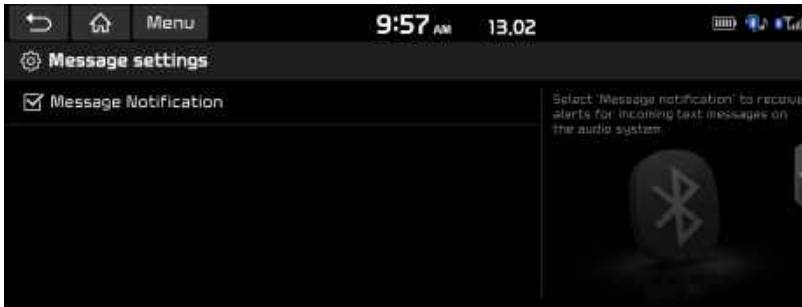 Menu
9:57 AM 13.02
Message settings
Message Notification
Select 'Message notification' to receive
alerts for incoming text messages on
the audio system.